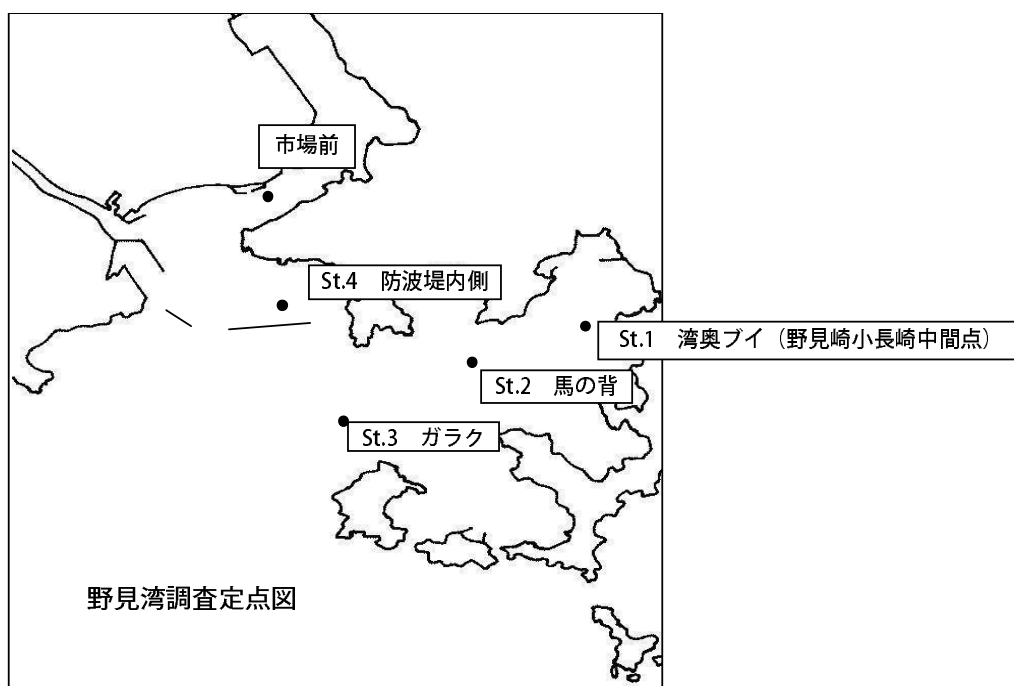 市場前
St.4　防波堤内側
St.1　湾奥ブイ（野見崎小長崎中間点）
St.2　馬の背
St.3　ガラク
野見湾調査定点図